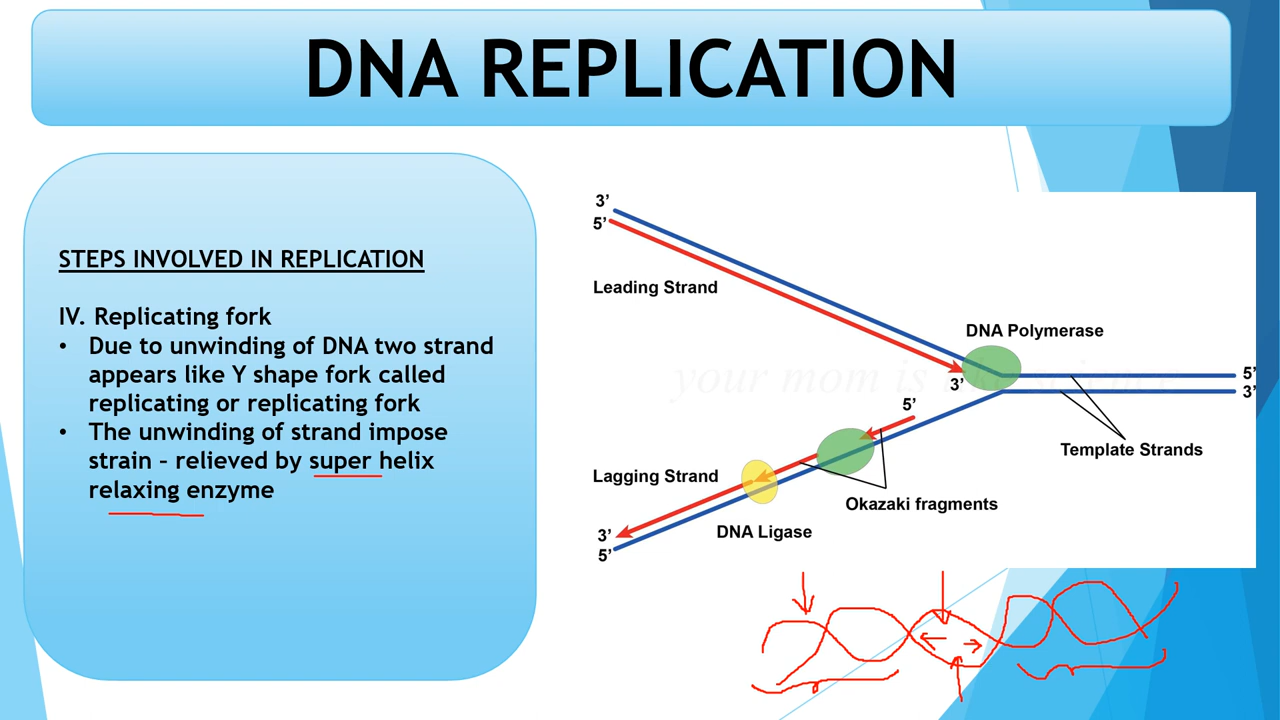 DNA REPLICATION
STEPS INVOLVED IN REPLICATION
IV. Replicating fork
• Due to unwinding of DNA two strand
appears like Y shape fork called
replicating or replicating fork
• The unwinding of strand impose
strain – relieved by super helix
relaxing enzyme
3’
5’
Leading Strand
DNA Polymerase
your mom is
3’
5’
3’
5’
Template Strands
Lagging Strand
Okazaki fragments
DNA Ligase
3’
5’